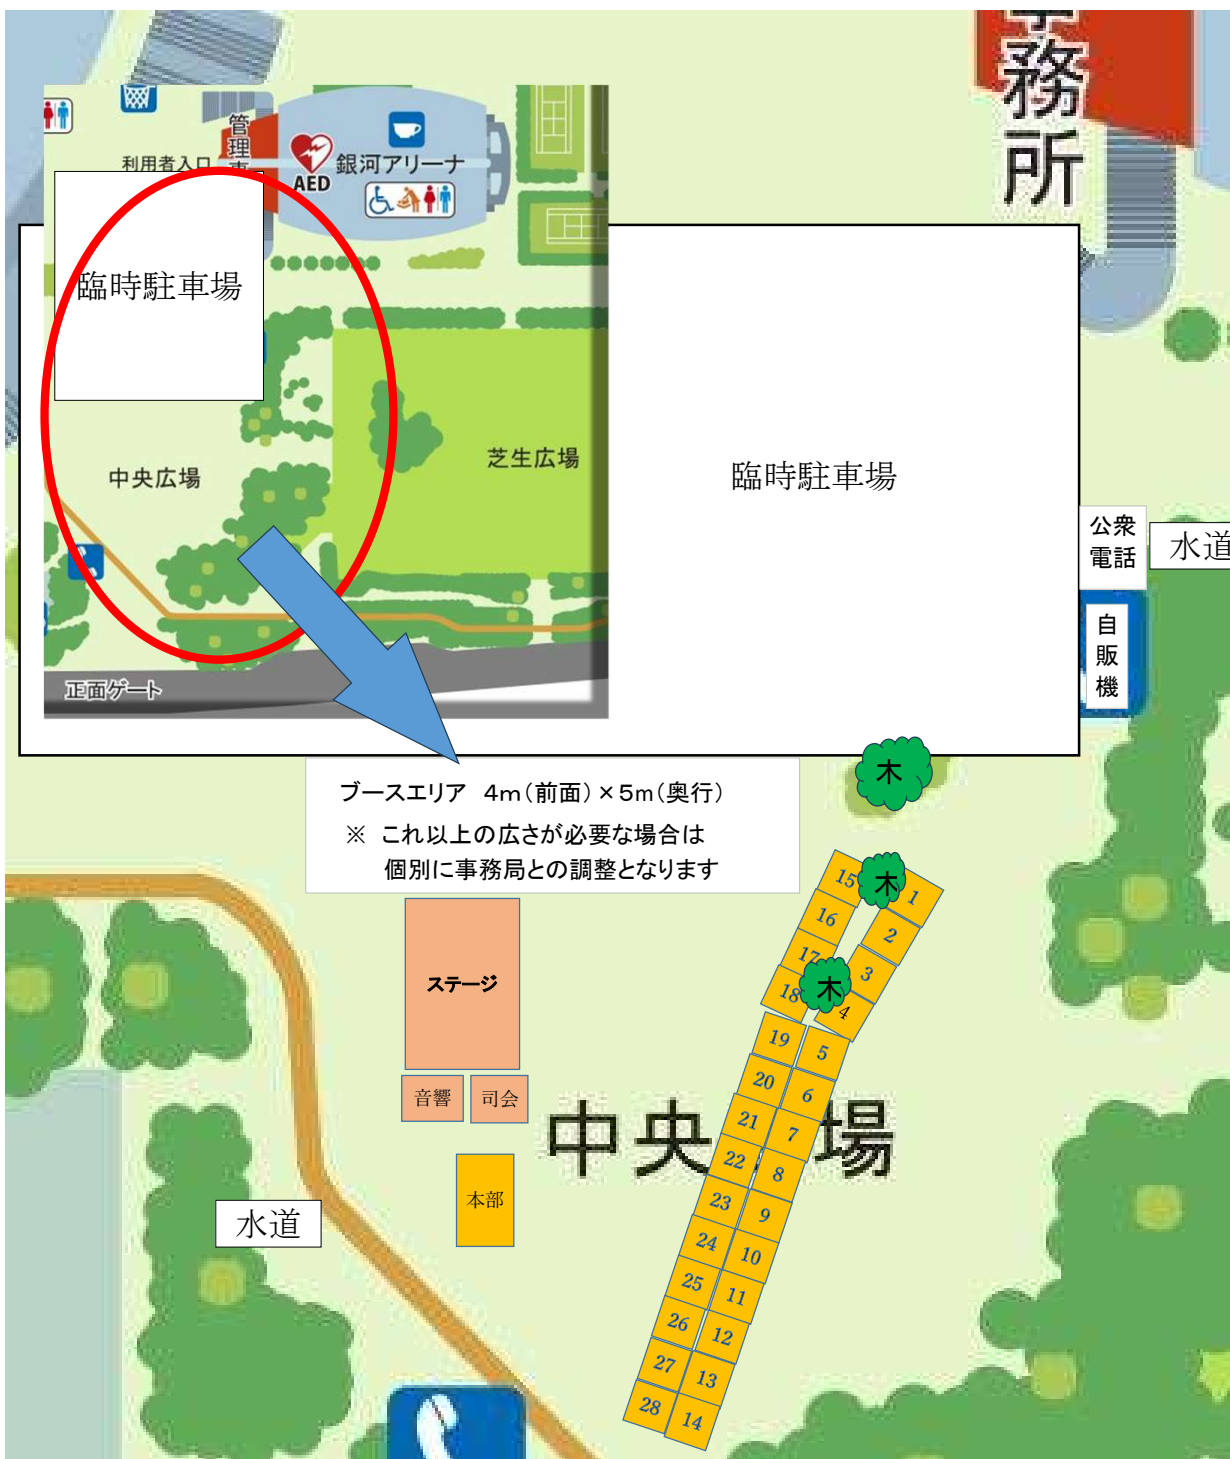 事務所
管理事
利用者入口
AED
銀河アリーナ
臨時駐車場
中央広場
芝生広場
正面ゲート
臨時駐車場
公衆
電話
水道
自
販
機
木
ブースエリア 4m(前面)×5m(奥行)
※ これ以上の広さが必要な場合は
個別に事務局との調整となります
木
木
15
1
16
2
17
3
18
4
19
5
20
6
21
7
22
8
23
9
24
10
25
11
26
12
27
13
28
14
ステージ
音響
司会
本部
中央
場
水道